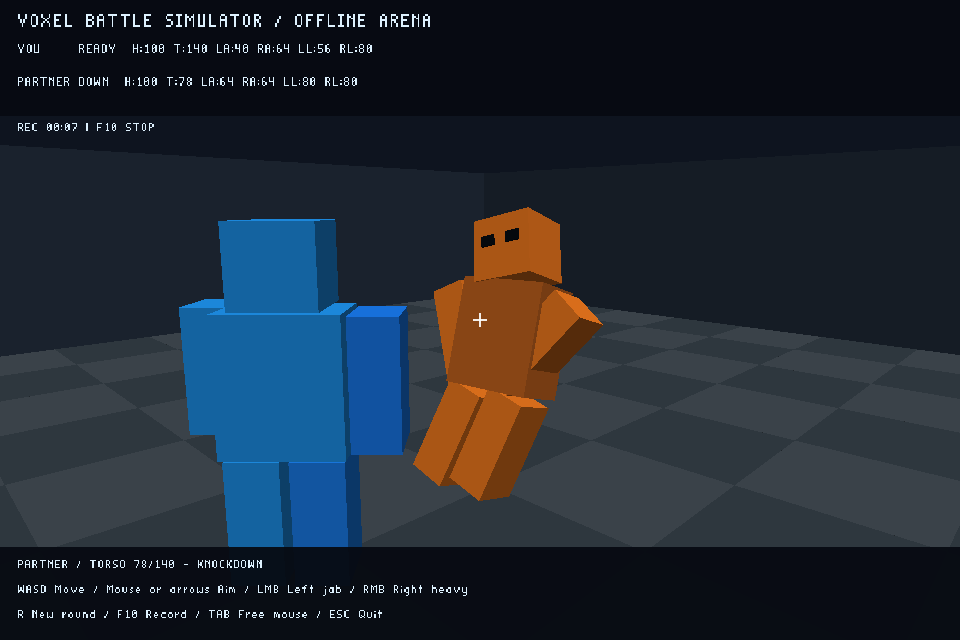 VOXEL BATTLE SIMULATOR / OFFLINE ARENA
YOU READY H:100 T:140 LA:40 RA:64 LL:56 RL:80
PARTNER DOWN H:100 T:78 LA:64 RA:64 LL:80 RL:80
REC 00:07 | F10 STOP
PARTNER / TORSO 78/140 - KNOCKDOWN
WASD Move / Mouse or arrows Aim / LMB Left jab / RMB Right heavy
R New round / F10 Record / TAB Free mouse / ESC Quit